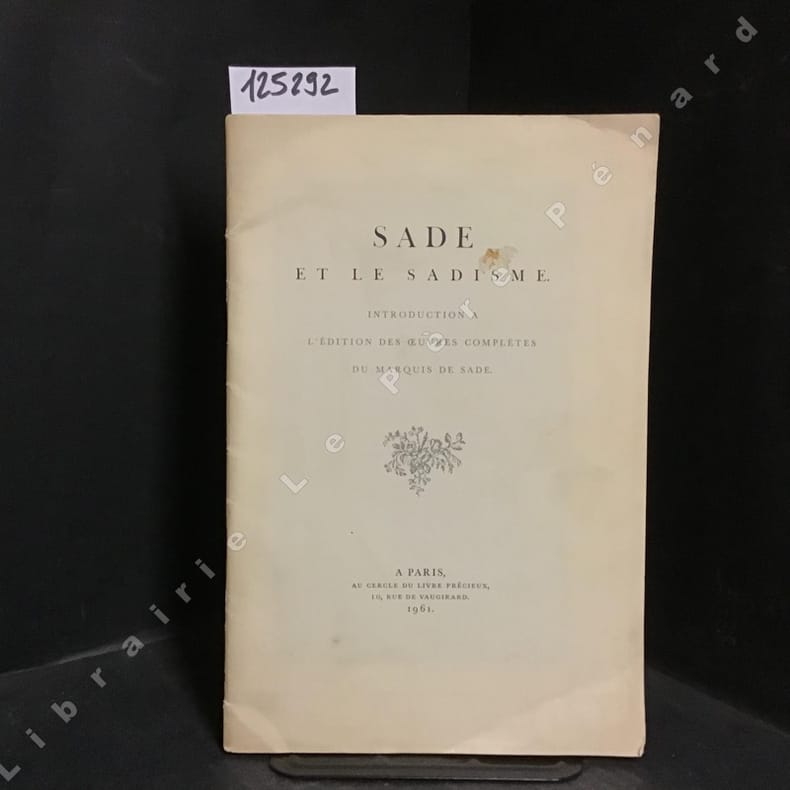 125292
SADE
ET LE SADISME.
INTRODUCTION A
L'ÉDITION DES ŒUVRES COMPLÈTES
DU MARQUIS DE SADE.
A PARIS,
AU CERCLE DU LIVRE PRÉCIEUX,
10, RUE DE VAUGIRARD.
1961.
Librairie Le Père Pénard